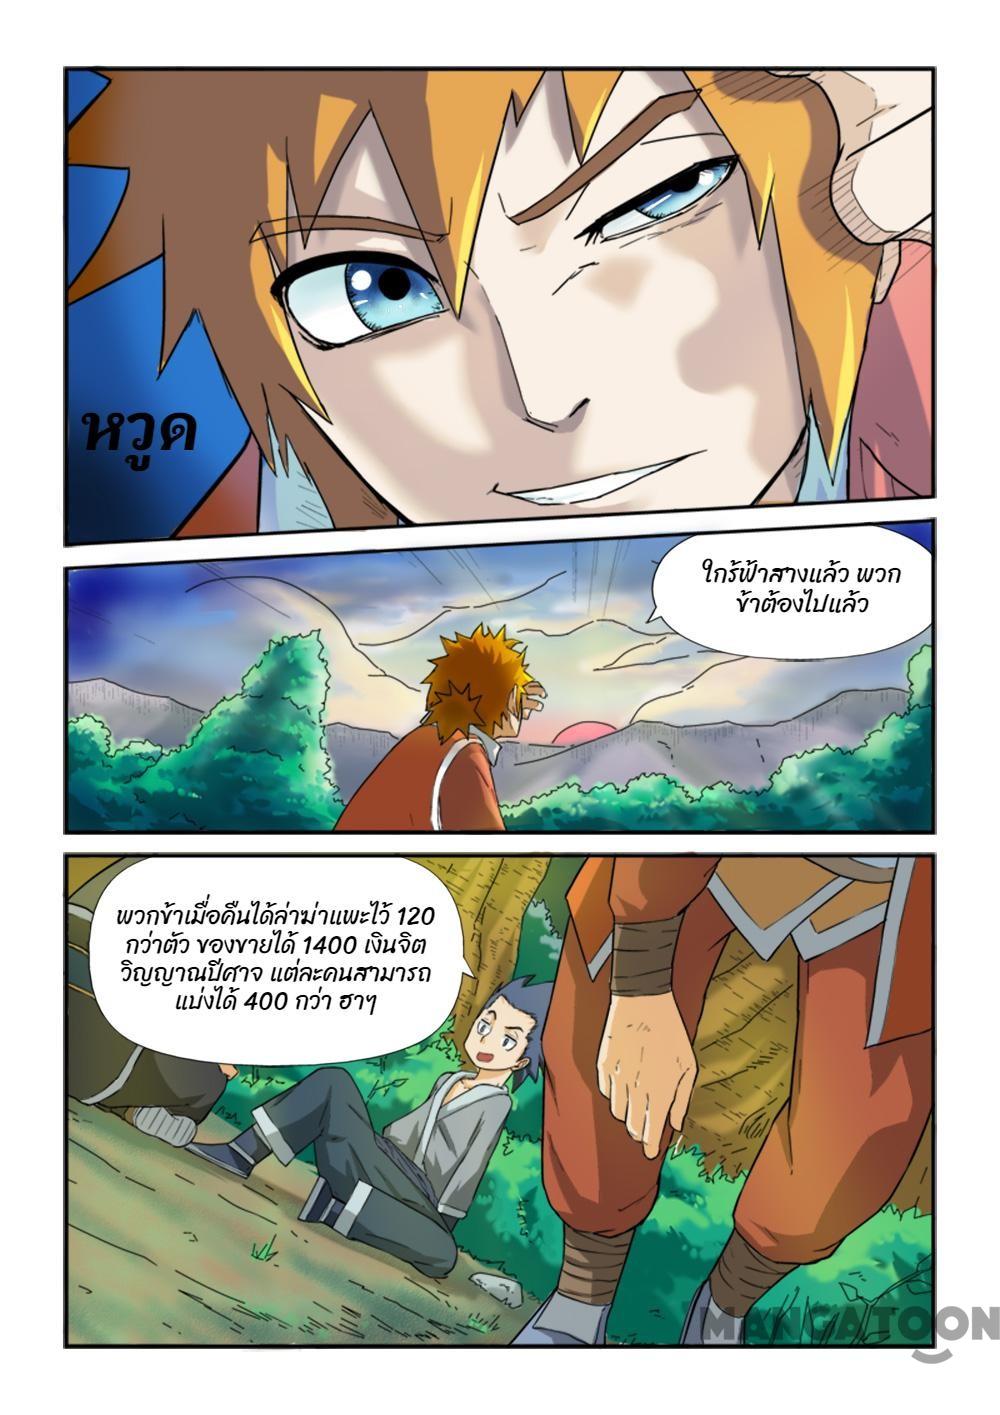 หวูด
ใกร้ฟ้าสางแล้ว พวก
ข้าต้องไปแล้ว
พวกข้าเมื่อคืนได้ล่าฆ่าแพะไว้ 120
กว่าตัว ของขายได้ 1400 เงินจิต
วิญญาณปีศาจ แต่ละคนสามารถ
แบ่งได้ 400 กว่า ฮาๆ
MANGATOON